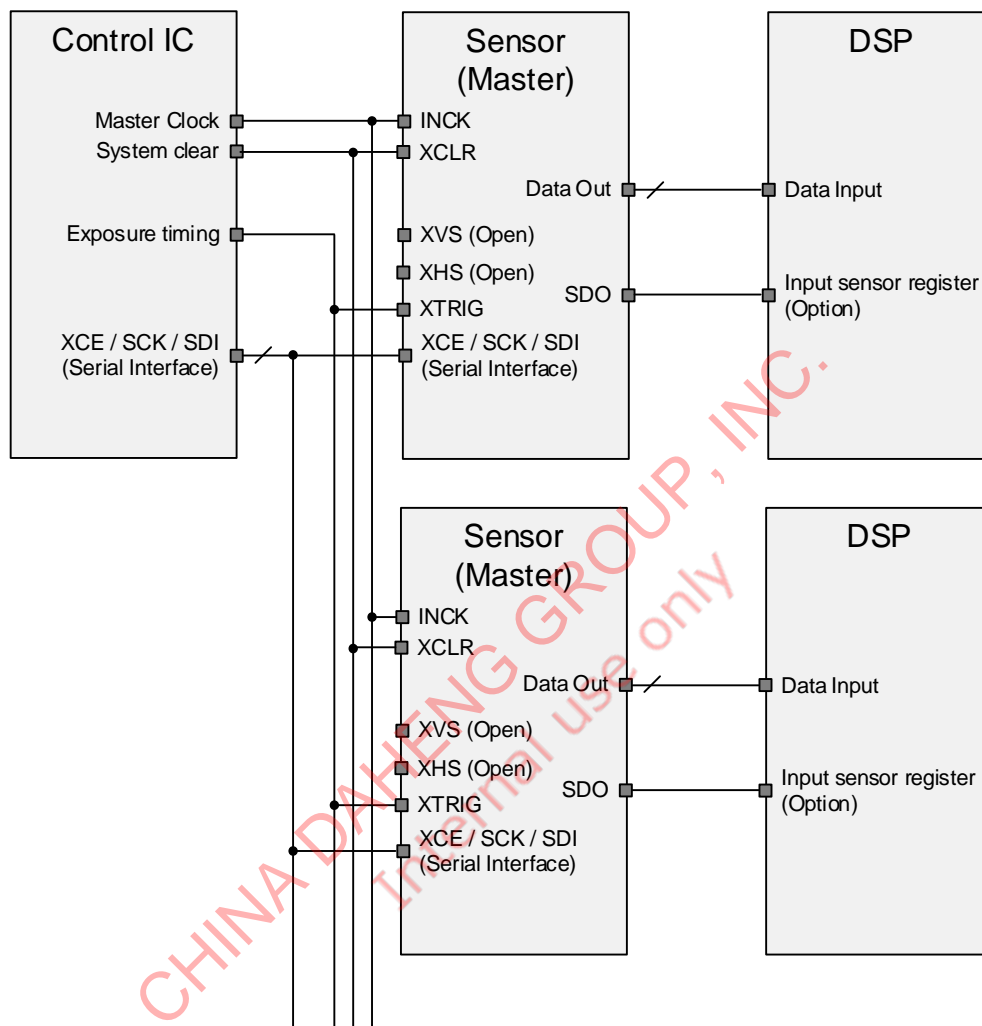 Control IC
Master Clock
System clear
Exposure timing
XCE / SCK / SDI
(Serial Interface)
Sensor
(Master)
INCK
XCLR
XVS (Open)
XHS (Open)
XTRIG
XCE / SCK / SDI
(Serial Interface)
Data Out
SDO
DSP
Data Input
Input sensor register
(Option)
Sensor
(Master)
INCK
XCLR
XVS (Open)
XHS (Open)
XTRIG
XCE / SCK / SDI
(Serial Interface)
Data Out
SDO
DSP
Data Input
Input sensor register
(Option)
CHINA DAHENG GROUP, INC.
Internal use only